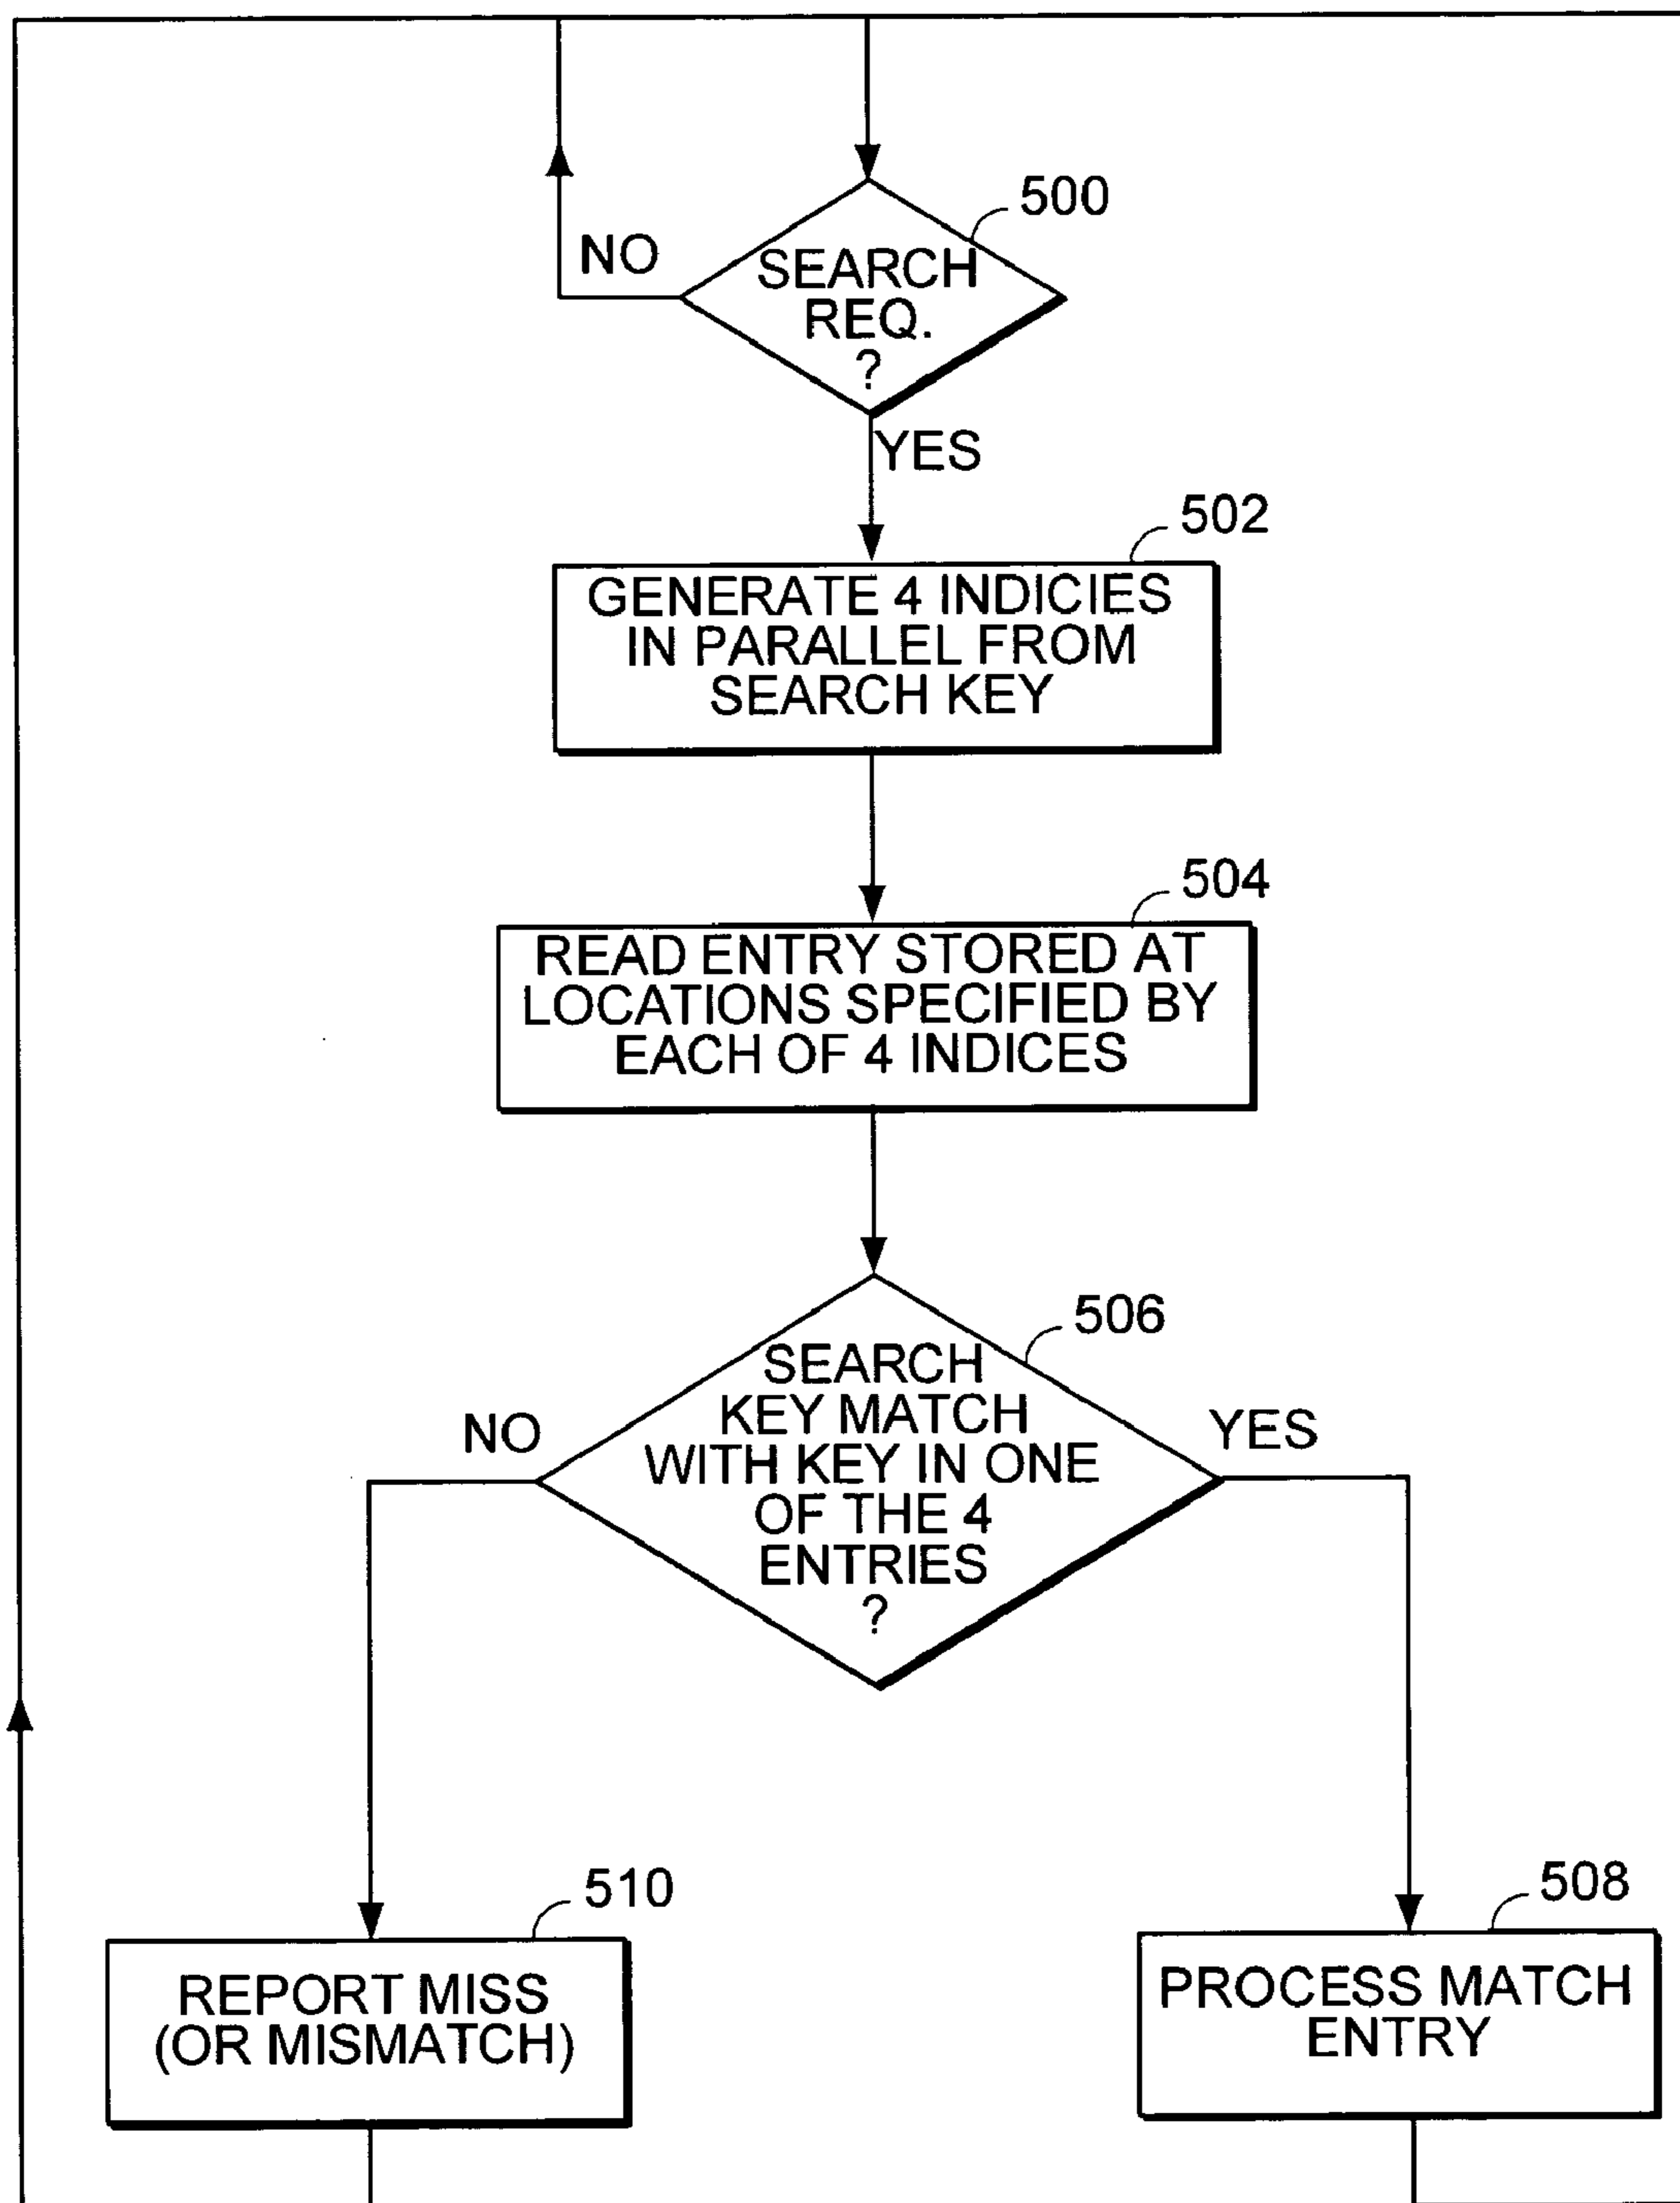 500
NO
SEARCH
REQ.
?
YES
502
GENERATE 4 INDICIES
IN PARALLEL FROM
SEARCH KEY
504
READ ENTRY STORED AT
LOCATIONS SPECIFIED BY
EACH OF 4 INDICES
506
SEARCH
KEY MATCH
WITH KEY IN ONE
OF THE 4
ENTRIES
?
NO
YES
510
REPORT MISS
(OR MISMATCH)
508
PROCESS MATCH
ENTRY